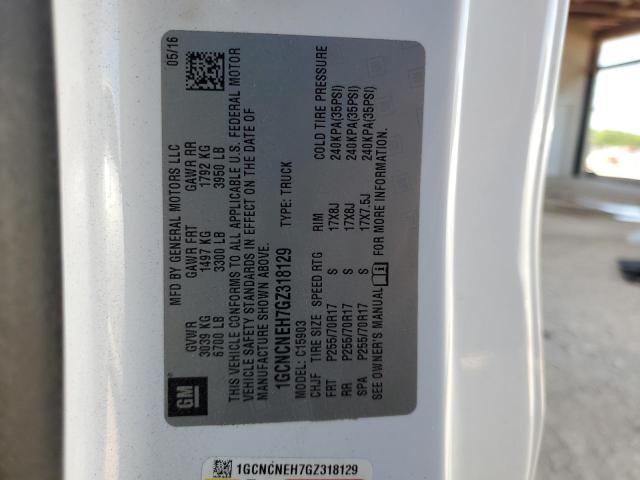 MFD BY GENERAL MOTORS LLC 05/16
GVWR GAWR FRT GAWR RR
3039 KG 1497 KG 1792 KG
6700 LB 3300 LB 3950 LB
THIS VEHICLE CONFORMS TO ALL APPLICABLE U.S. FEDERAL MOTOR
VEHICLE SAFETY STANDARDS IN EFFECT ON THE DATE OF
MANUFACTURE SHOWN ABOVE.
1GCNCNEH7GZ318129 TYPE: TRUCK
MODEL: C15903
CHJF TIRE SIZE SPEED RTG RIM COLD TIRE PRESSURE
FRT P255/70R17 S 17X8J 240KPA(35PSI)
RR P255/70R17 S 17X8J 240KPA(35PSI)
SPA P255/70R17 S 17X7.5J 240KPA(35PSI)
SEE OWNER'S MANUAL FOR MORE INFORMATION.
GM
1GCNCNEH7GZ318129